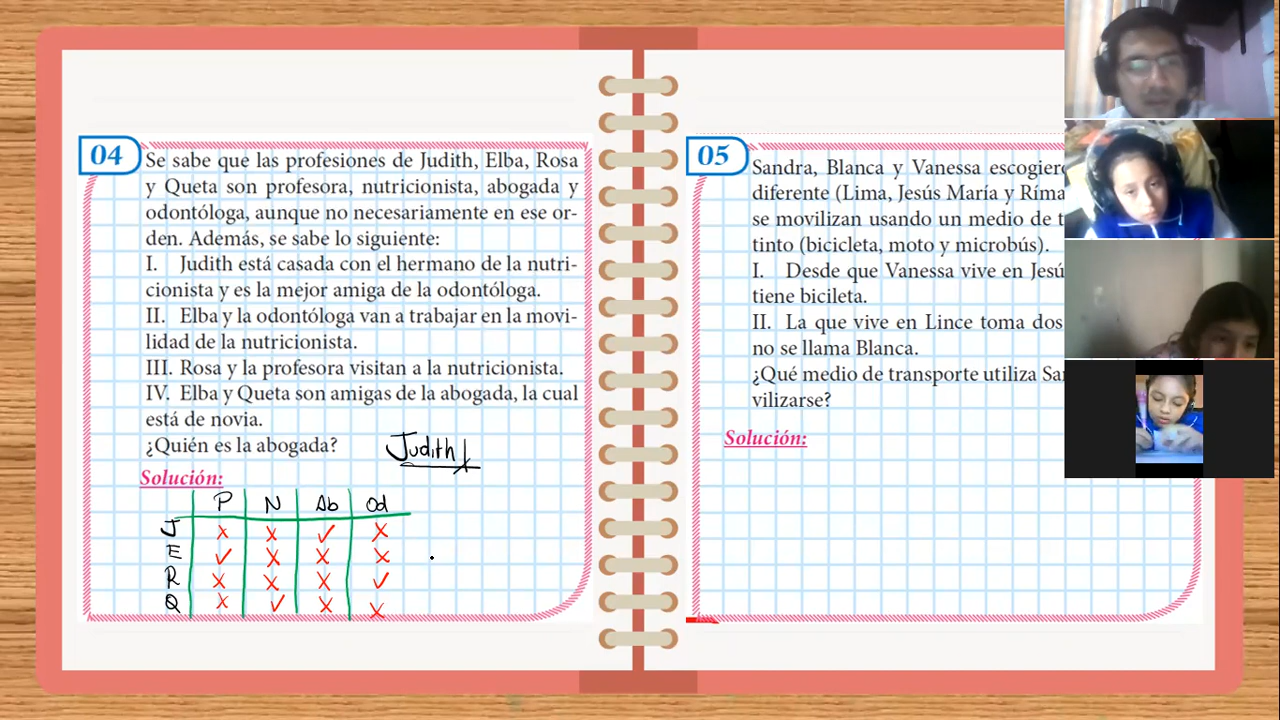 04
Se sabe que las profesiones de Judith, Elba, Rosa
y Queta son profesora, nutricionista, abogada y
odontóloga, aunque no necesariamente en ese or-
den. Además, se sabe lo siguiente:
I. Judith está casada con el hermano de la nutri-
cionista y es la mejor amiga de la odontóloga.
II. Elba y la odontóloga van a trabajar en la movi-
lidad de la nutricionista.
III. Rosa y la profesora visitan a la nutricionista.
IV. Elba y Queta son amigas de la abogada, la cual
está de novia.
¿Quién es la abogada?
Judith
Solución:
P N Ab Od
J x x ✓ x
E ✓ x x x
R x x x ✓
Q x ✓ x x
05
Sandra, Blanca y Vanessa escogiero
diferente (Lima, Jesús María y Ríma
se movilizan usando un medio de t
tinto (bicicleta, moto y microbús).
I. Desde que Vanessa vive en Jesú
tiene bicileta.
II. La que vive en Lince toma dos
no se llama Blanca.
¿Qué medio de transporte utiliza Sa
vilizarse?
Solución: